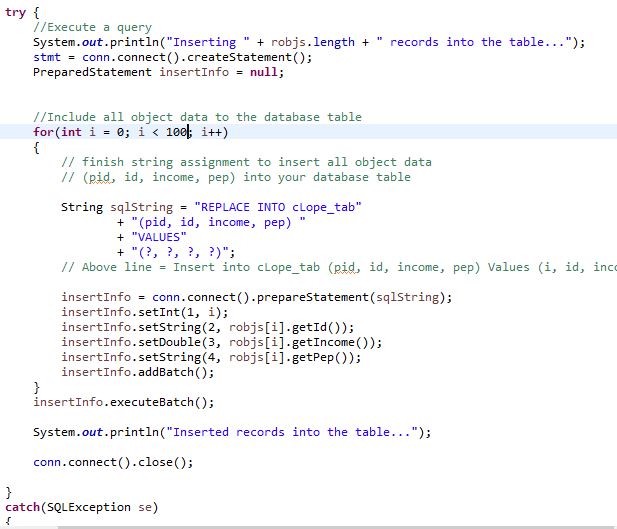 try {
//Execute a query
System.out.println("Inserting " + robjs.length + " records into the table...");
stmt = conn.connect().createStatement();
PreparedStatement insertInfo = null;
//Include all object data to the database table
for(int i = 0; i < 100; i++)
{
// finish string assignment to insert all object data
// (pid, id, income, pep) into your database table
String sqlString = "REPLACE INTO cLope_tab"
+ "(pid, id, income, pep) "
+ "VALUES"
+ "(?, ?, ?, ?)";
// Above line = Insert into cLope_tab (pid, id, income, pep) Values (i, id, inco
insertInfo = conn.connect().prepareStatement(sqlString);
insertInfo.setInt(1, i);
insertInfo.setString(2, robjs[i].getId());
insertInfo.setDouble(3, robjs[i].getIncome());
insertInfo.setString(4, robjs[i].getPep());
insertInfo.addBatch();
}
insertInfo.executeBatch();
System.out.println("Inserted records into the table...");
conn.connect().close();
}
catch(SQLException se)
{